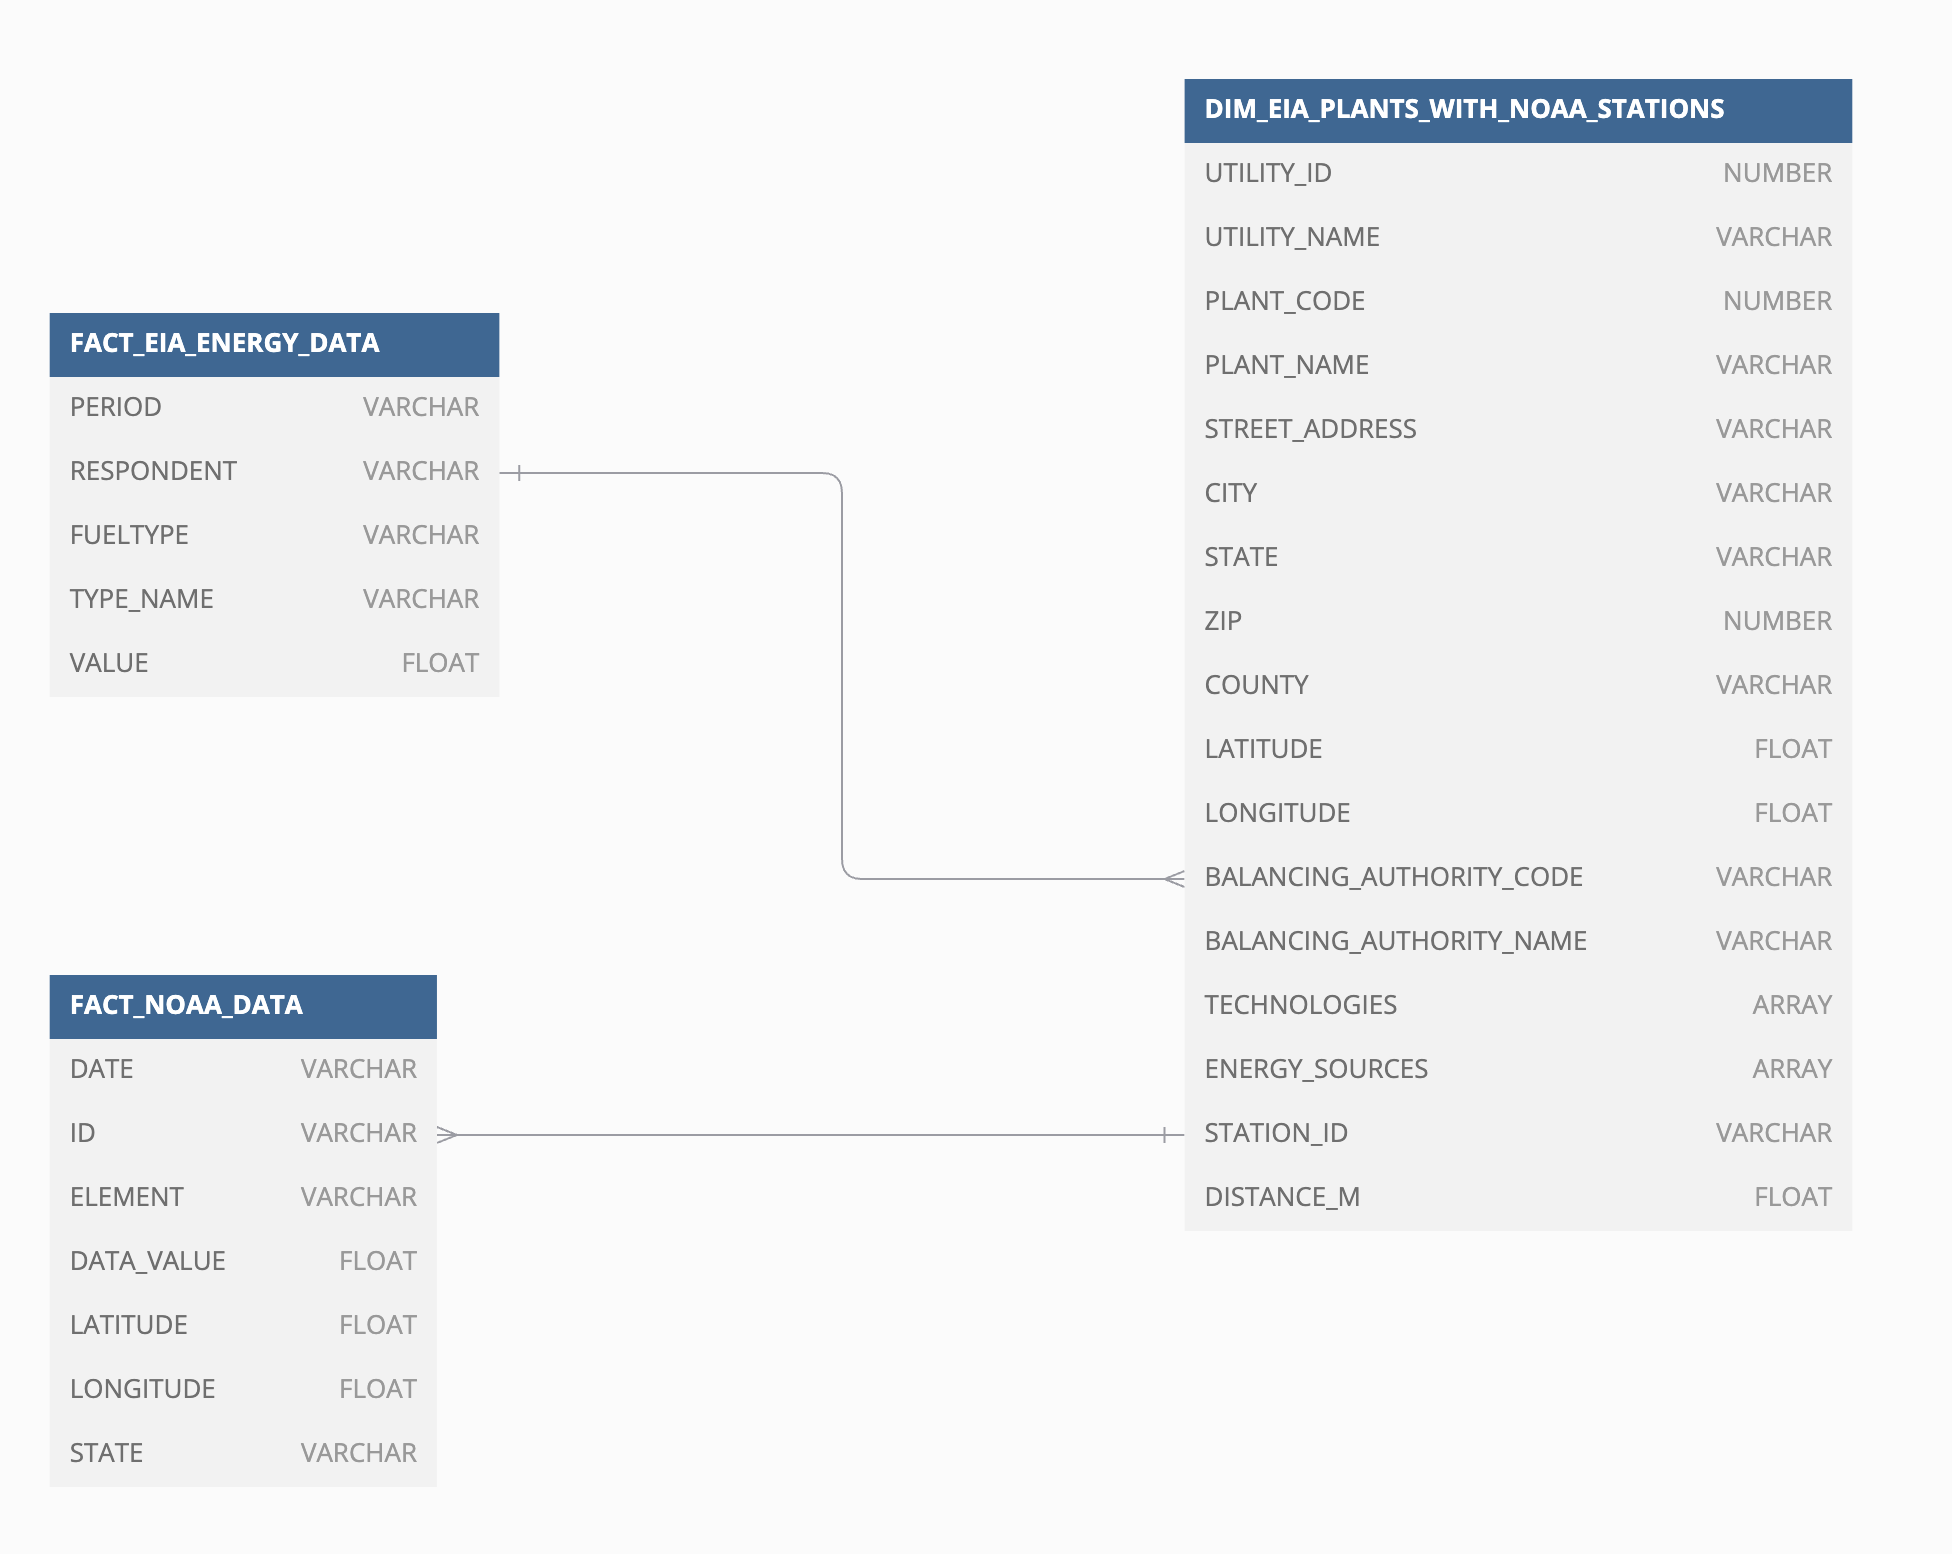 DIM_EIA_PLANTS_WITH_NOAA_STATIONS
UTILITY_ID NUMBER
UTILITY_NAME VARCHAR
PLANT_CODE NUMBER
PLANT_NAME VARCHAR
STREET_ADDRESS VARCHAR
CITY VARCHAR
STATE VARCHAR
ZIP NUMBER
COUNTY VARCHAR
LATITUDE FLOAT
LONGITUDE FLOAT
BALANCING_AUTHORITY_CODE VARCHAR
BALANCING_AUTHORITY_NAME VARCHAR
TECHNOLOGIES ARRAY
ENERGY_SOURCES ARRAY
STATION_ID VARCHAR
DISTANCE_M FLOAT
FACT_EIA_ENERGY_DATA
PERIOD VARCHAR
RESPONDENT VARCHAR
FUELTYPE VARCHAR
TYPE_NAME VARCHAR
VALUE FLOAT
FACT_NOAA_DATA
DATE VARCHAR
ID VARCHAR
ELEMENT VARCHAR
DATA_VALUE FLOAT
LATITUDE FLOAT
LONGITUDE FLOAT
STATE VARCHAR